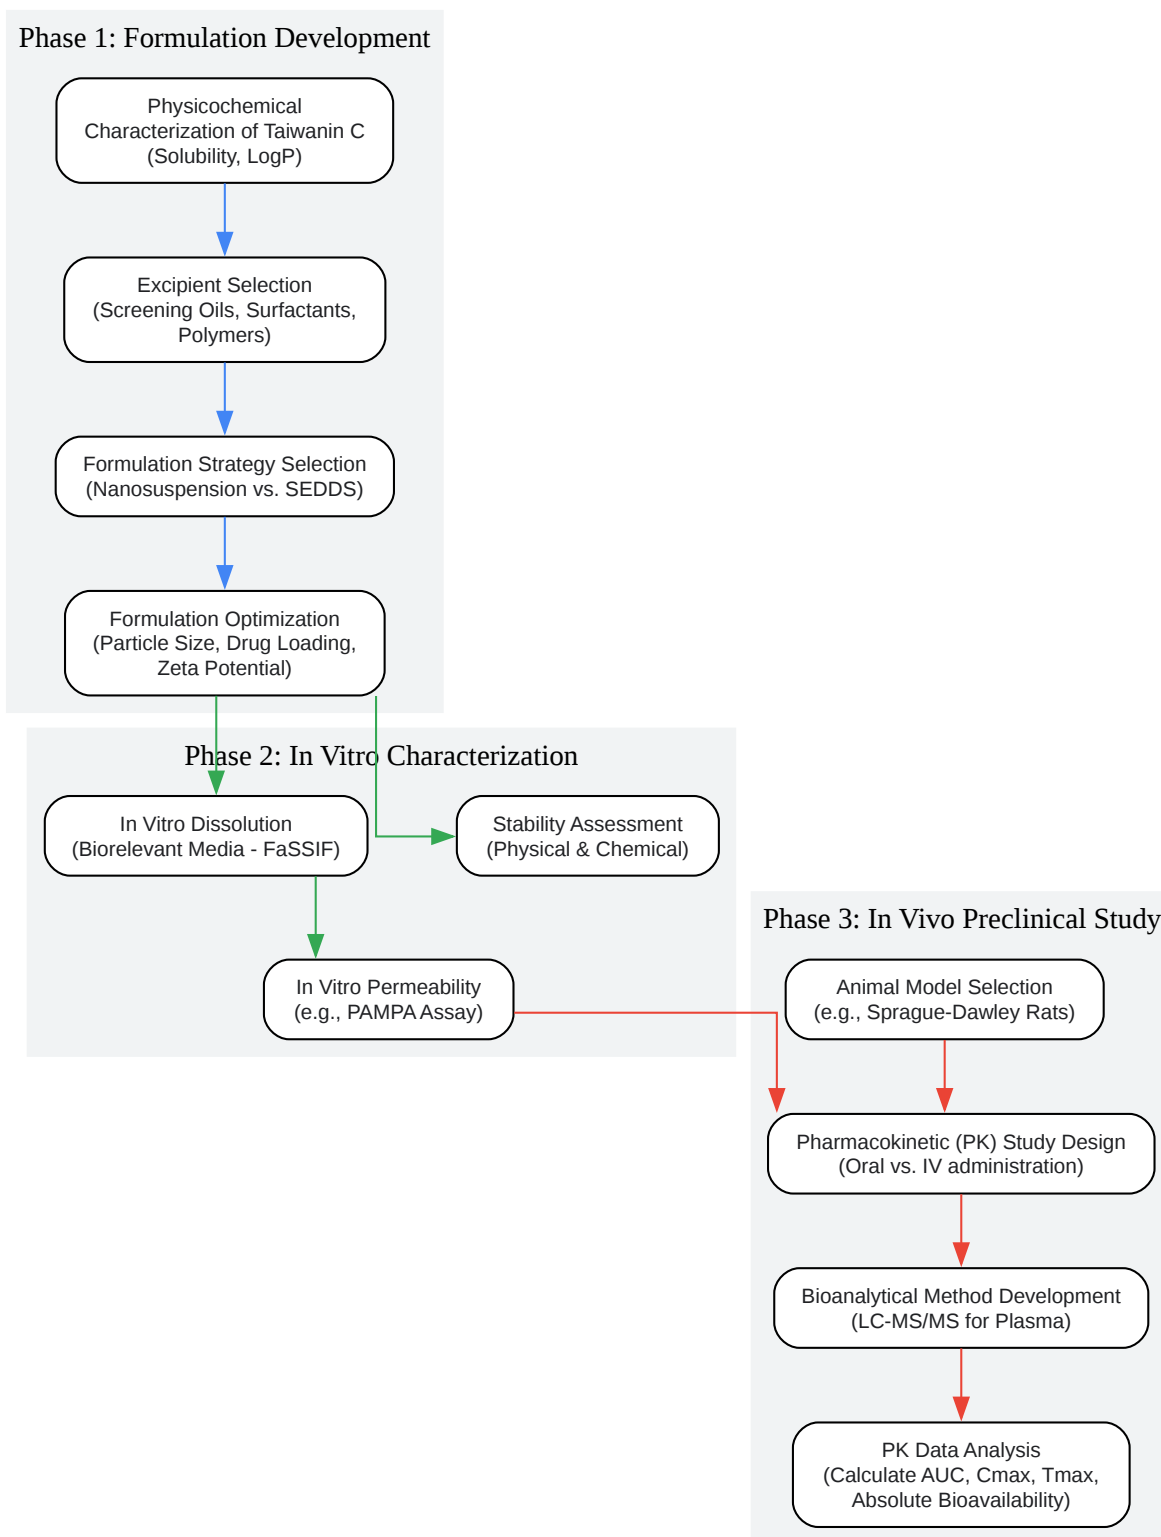 Phase 1: Formulation Development
Physicochemical
Characterization of Taiwanin C
(Solubility, LogP)
Excipient Selection
(Screening Oils, Surfactants,
Polymers)
Formulation Strategy Selection
(Nanosuspension vs. SEDDS)
Formulation Optimization
(Particle Size, Drug Loading,
Zeta Potential)
Phase 2: In Vitro Characterization
In Vitro Dissolution
(Biorelevant Media - FaSSIF)
Stability Assessment
(Physical & Chemical)
In Vitro Permeability
(e.g., PAMPA Assay)
Phase 3: In Vivo Preclinical Study
Animal Model Selection
(e.g., Sprague-Dawley Rats)
Pharmacokinetic (PK) Study Design
(Oral vs. IV administration)
Bioanalytical Method Development
(LC-MS/MS for Plasma)
PK Data Analysis
(Calculate AUC, Cmax, Tmax,
Absolute Bioavailability)